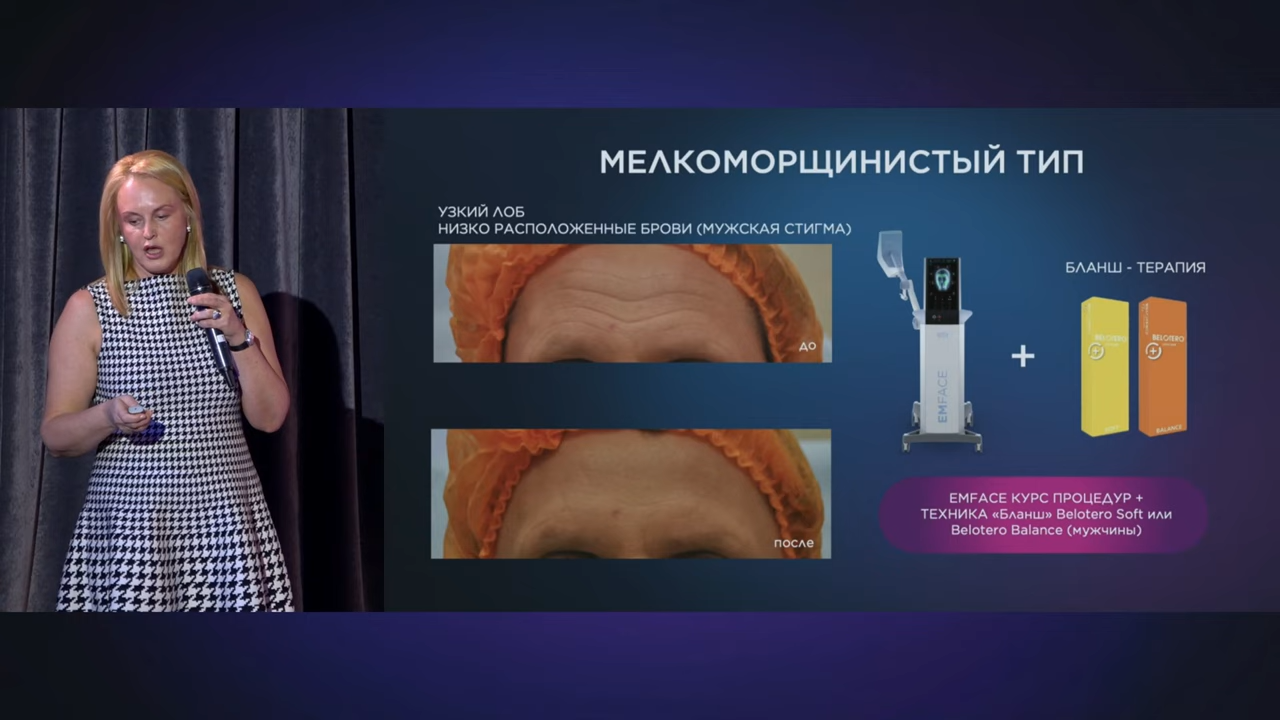 МЕЛКОМОРЩИНИСТЫЙ ТИП
УЗКИЙ ЛОБ
НИЗКО РАСПОЛОЖЕННЫЕ БРОВИ (МУЖСКАЯ СТИГМА)
до
после
EMFACE
+
БЛАНШ - ТЕРАПИЯ
BELOTERO
BELOTERO
BALANCE
EMFACE КУРС ПРОЦЕДУР +
ТЕХНИКА «Бланш» Belotero Soft или
Belotero Balance (мужчины)